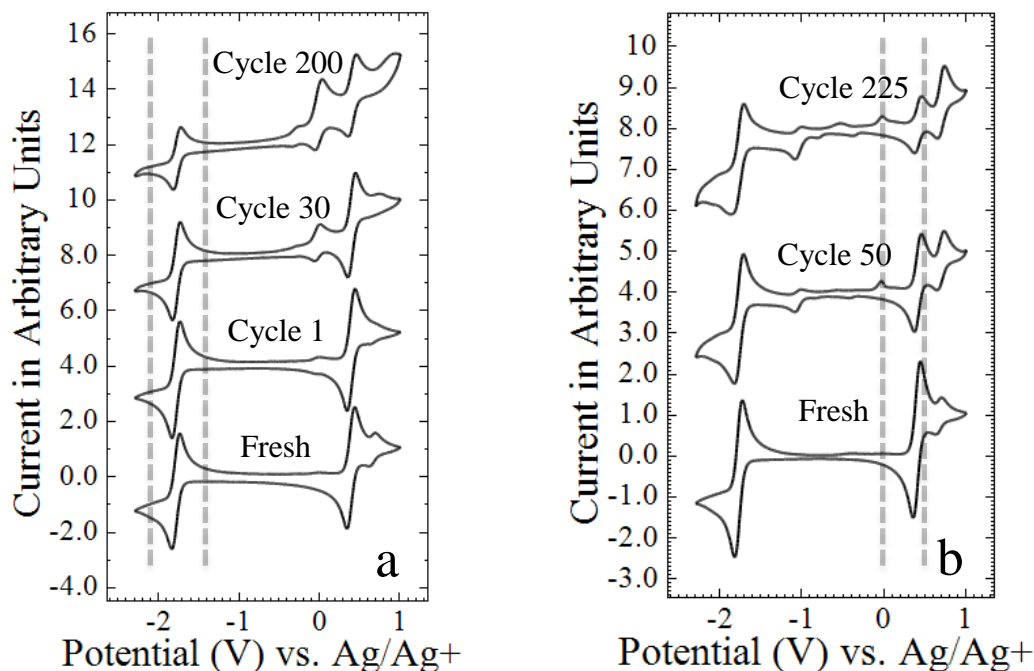 16
14
12
10
8.0
6.0
4.0
2.0
0.0
-2.0
-4.0
Current in Arbitrary Units
Cycle 200
Cycle 30
Cycle 1
Fresh
a
-2
-1
0
1
Potential (V) vs. Ag/Ag+
10
9.0
8.0
7.0
6.0
5.0
4.0
3.0
2.0
1.0
0.0
-1.0
-2.0
-3.0
Current in Arbitrary Units
Cycle 225
Cycle 50
Fresh
b
-2
-1
0
1
Potential (V) vs. Ag/Ag+